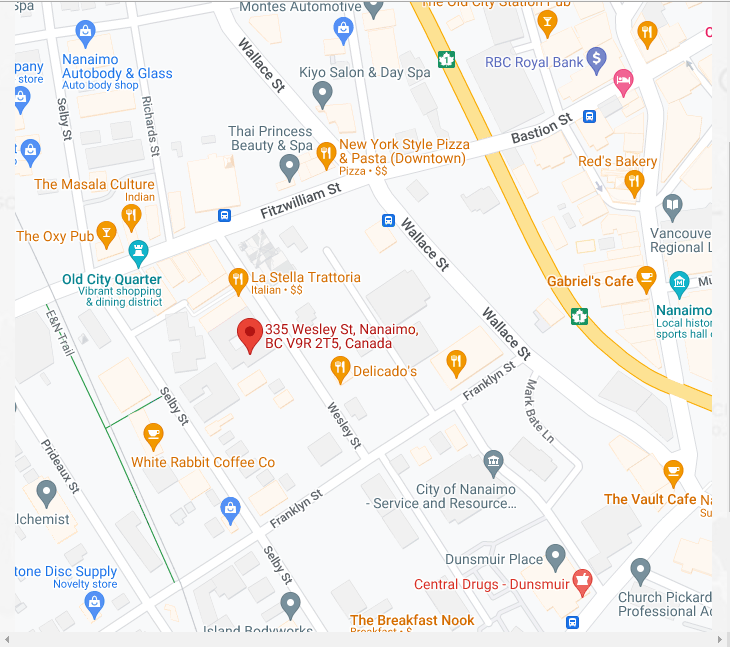 Spa
Montes Automotive
The Old City Station Pub
1
Nanaimo
Autobody & Glass
Auto body shop
Wallace St
RBC Royal Bank
$
pany
store
Kiyo Salon & Day Spa
Selby St
Richards St
Bastion St
Thai Princess
Beauty & Spa
New York Style Pizza
& Pasta (Downtown)
Pizza • $$
Red's Bakery
The Masala Culture
Indian
Fitzwilliam St
The Oxy Pub
Wallace St
Vancouve
Regional L
Old City Quarter
Vibrant shopping
& dining district
La Stella Trattoria
Italian • $$
Gabriel's Cafe
Mu
Nanaimo
Local histor
sports hall
E&N Trail
1
Wallace St
335 Wesley St, Nanaimo,
BC V9R 2T5, Canada
Delicado's
Franklyn St
Mark Bate Ln
Selby St
Wesley St
Prideaux St
White Rabbit Coffee Co
City of Nanaimo
- Service and Resource...
The Vault Cafe
Na
Su
lchemist
Franklyn St
Selby St
Dunsmuir Place
tone Disc Supply
Novelty store
Central Drugs - Dunsmuir
Church Pickard
Professional Ac
Island Bodyworks
The Breakfast Nook
Breakfast • $